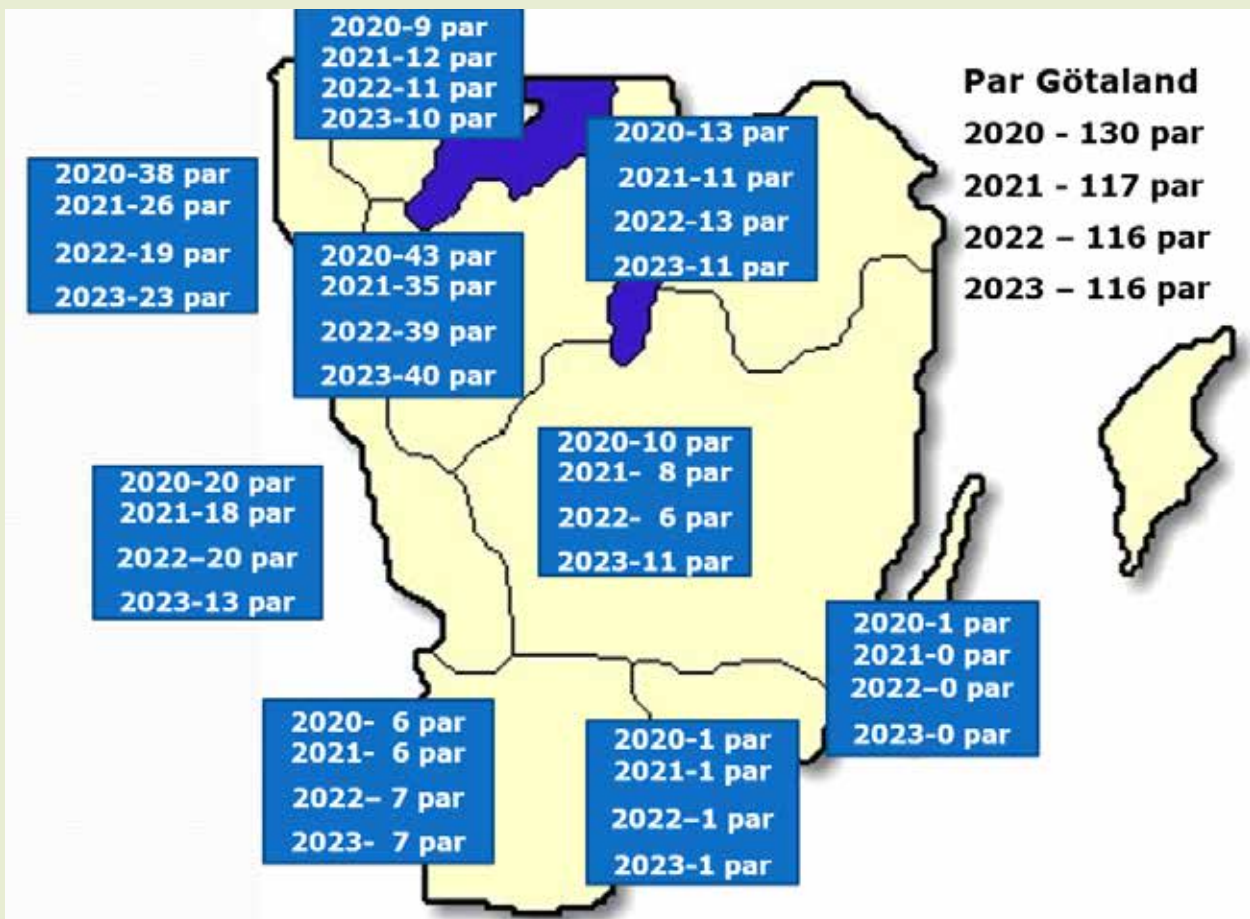 2020-9 par
2021-12 par
2022-11 par
2023-10 par
Par Götaland
2020 - 130 par
2021 - 117 par
2022 – 116 par
2023 – 116 par
2020-13 par
2021-11 par
2022-13 par
2023-11 par
2020-38 par
2021-26 par
2022-19 par
2023-23 par
2020-43 par
2021-35 par
2022-39 par
2023-40 par
2020-10 par
2021- 8 par
2022- 6 par
2023-11 par
2020-20 par
2021-18 par
2022–20 par
2023-13 par
2020-1 par
2021-0 par
2022–0 par
2023-0 par
2020- 6 par
2021- 6 par
2022– 7 par
2023- 7 par
2020-1 par
2021-1 par
2022–1 par
2023-1 par